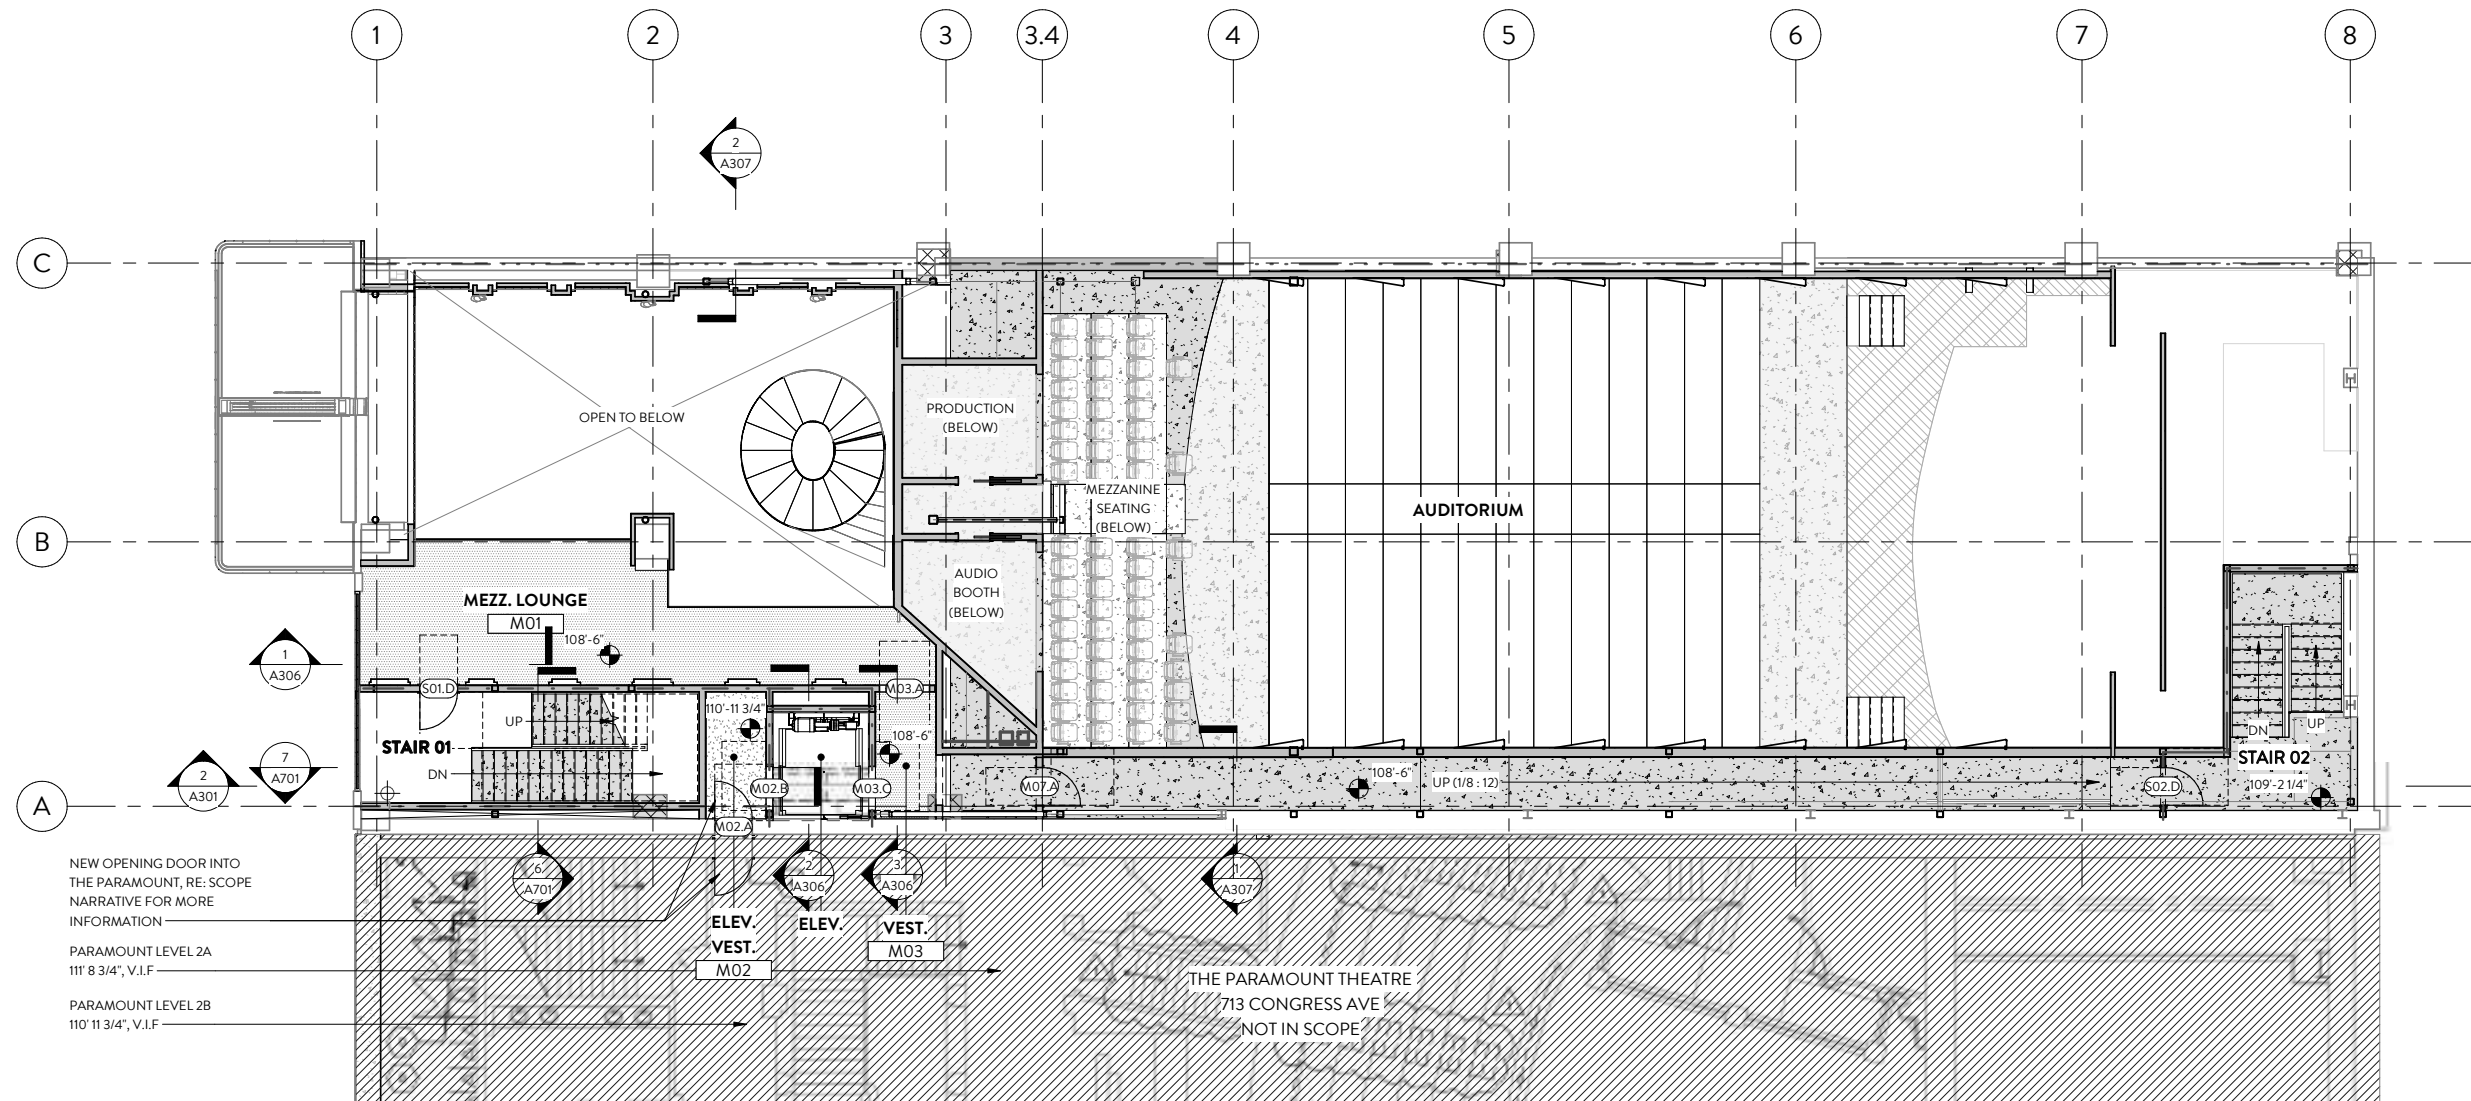 1
2
3
3.4
4
5
6
7
8
2
A307
C
OPEN TO BELOW
PRODUCTION
(BELOW)
MEZZANINE
SEATING
(BELOW)
AUDITORIUM
B
AUDIO
BOOTH
(BELOW)
MEZZ. LOUNGE
M01
108'-6"
1
A306
S01.D
M03.A
110'-11 3/4"
UP
108'-6"
STAIR 01
DN
DN
UP
STAIR 02
109'-2 1/4"
7
A701
2
A301
M02.B
M03.C
M07.A
108'-6"
UP (1/8 : 12)
S02.D
A
M02.A
NEW OPENING DOOR INTO
THE PARAMOUNT, RE: SCOPE
NARRATIVE FOR MORE
INFORMATION
6
A701
2
A306
3
A306
1
A307
ELEV.
VEST.
M02
ELEV.
VEST.
M03
PARAMOUNT LEVEL 2A
111' 8 3/4", V.I.F
PARAMOUNT LEVEL 2B
110' 11 3/4", V.I.F
THE PARAMOUNT THEATRE
713 CONGRESS AVE
NOT IN SCOPE